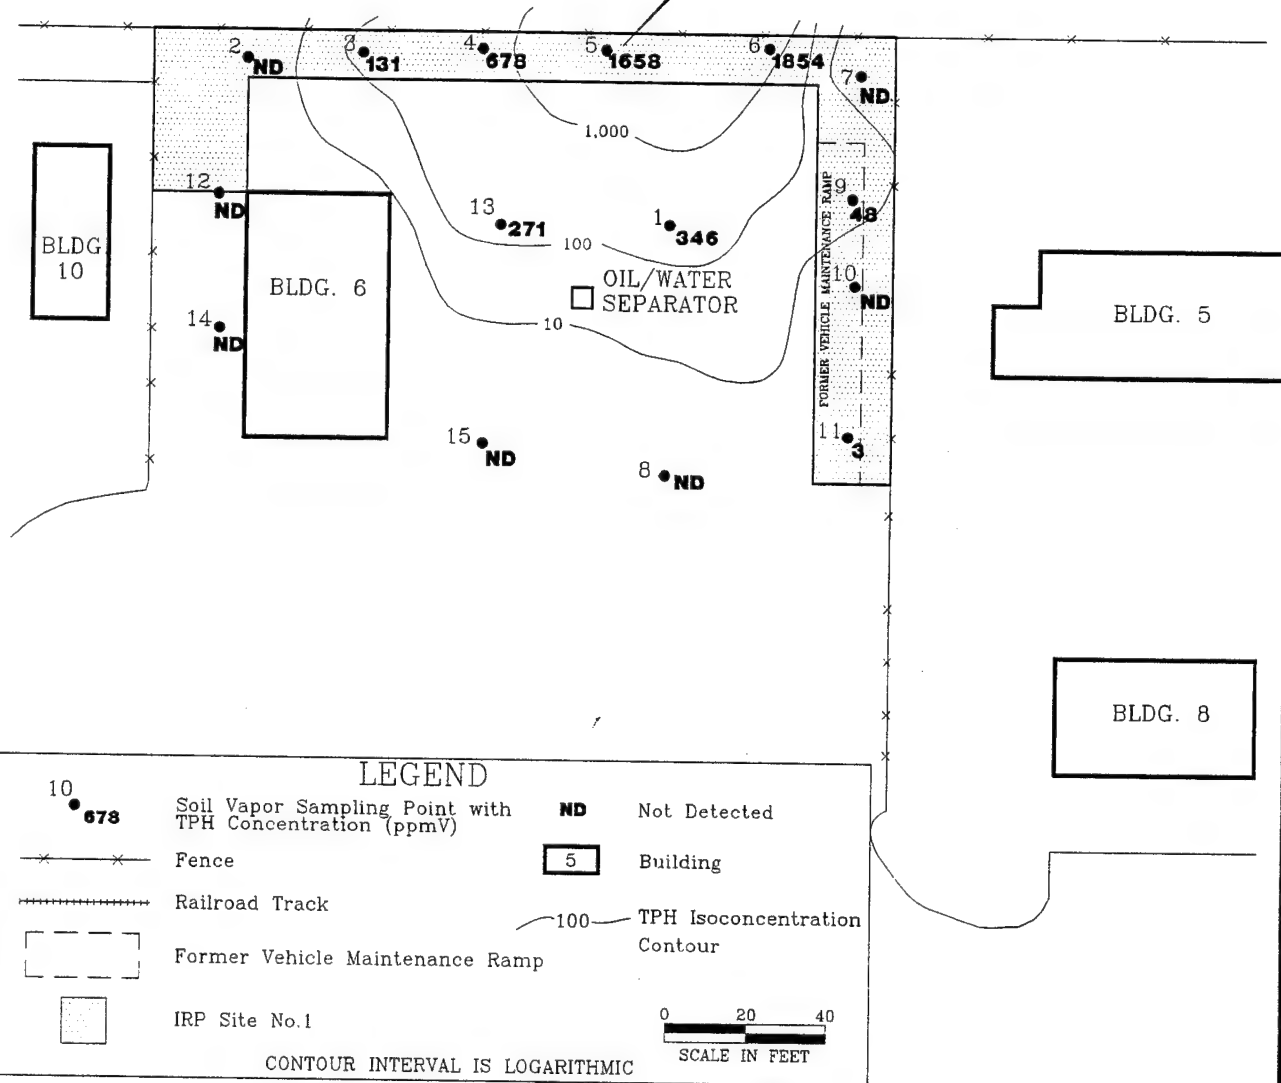 2
ND
3
131
4
678
5
1658
6
1854
7
ND
1,000
12
ND
13
271
1
346
100
9
48
10
ND
FORMER VEHICLE MAINTENANCE RAMP
BLDG
10
BLDG. 6
OIL/WATER
SEPARATOR
BLDG. 5
14
ND
10
15
ND
8
ND
11
3
BLDG. 8
LEGEND
10
678
Soil Vapor Sampling Point with
TPH Concentration (ppmV)
ND
Not Detected
Fence
5
Building
Railroad Track
100
TPH Isoconcentration
Contour
Former Vehicle Maintenance Ramp
IRP Site No.1
0 20 40
SCALE IN FEET
CONTOUR INTERVAL IS LOGARITHMIC